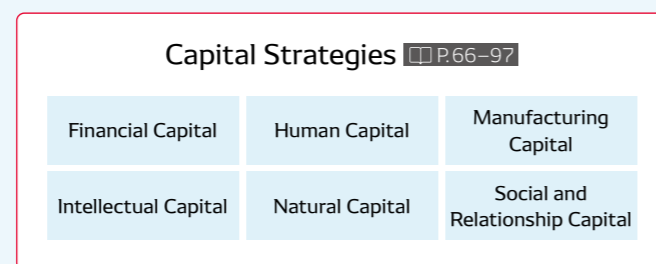 Capital Strategies P.66–97
Financial Capital
Human Capital
Manufacturing
Capital
Intellectual Capital
Natural Capital
Social and
Relationship Capital